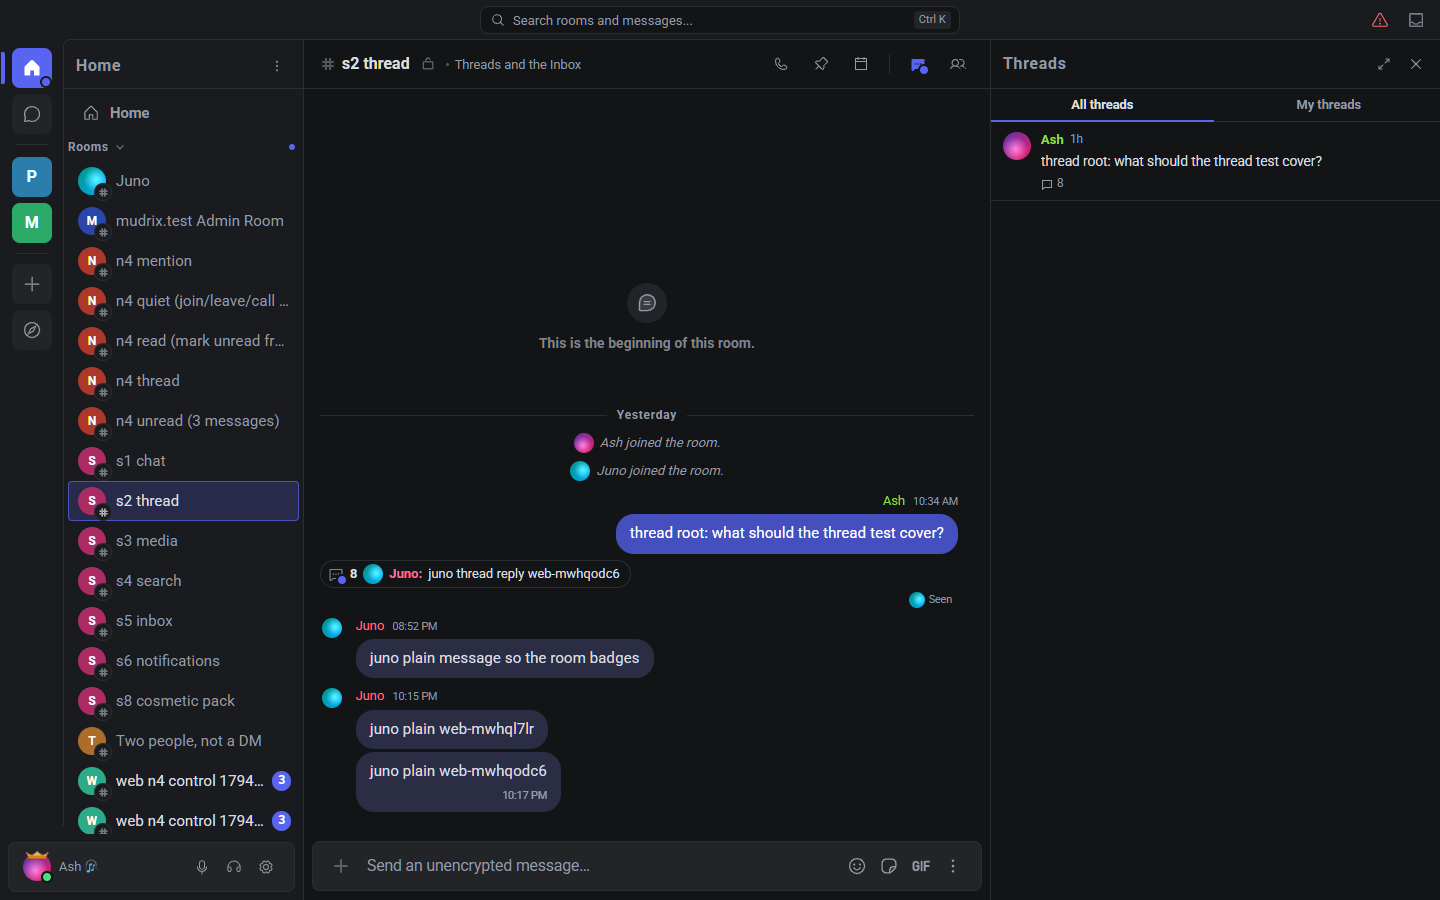 Search rooms and messages...
Ctrl K
Home
Home
Rooms
P
M
Juno
M
mudrix.test Admin Room
N
n4 mention
N
n4 quiet (join/leave/call ...
N
n4 read (mark unread fr...
N
n4 thread
N
n4 unread (3 messages)
S
s1 chat
S
s2 thread
S
s3 media
S
s4 search
S
s5 inbox
S
s6 notifications
S
s8 cosmetic pack
T
Two people, not a DM
W
web n4 control 1794...
3
W
web n4 control 1794...
3
Ash
s2 thread
• Threads and the Inbox
This is the beginning of this room.
Yesterday
Ash joined the room.
Juno joined the room.
Ash 10:34 AM
thread root: what should the thread test cover?
8 Juno: juno thread reply web-mwhqodc6
Seen
Juno 08:52 PM
juno plain message so the room badges
Juno 10:15 PM
juno plain web-mwhql7lr
juno plain web-mwhqodc6
10:17 PM
Send an unencrypted message...
GIF
Threads
All threads
My threads
Ash 1h
thread root: what should the thread test cover?
8